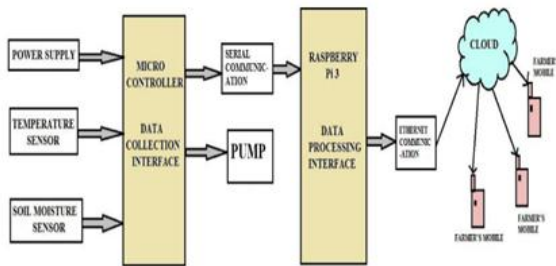 POWER SUPPLY
TEMPERATURE
SENSOR
SOIL MOISTURE
SENSOR
MICRO
CONTROLLER
DATA
COLLECTION
INTERFACE
SERIAL
COMMUNIC-
ATION
PUMP
RASPBERRY
Pi 3
DATA
PROCESSING
INTERFACE
ETHERNET
COMMUNIC
-ATION
CLOUD
FARMER'S
MOBILE
FARMER'S MOBILE
FARMER'S
MOBILE